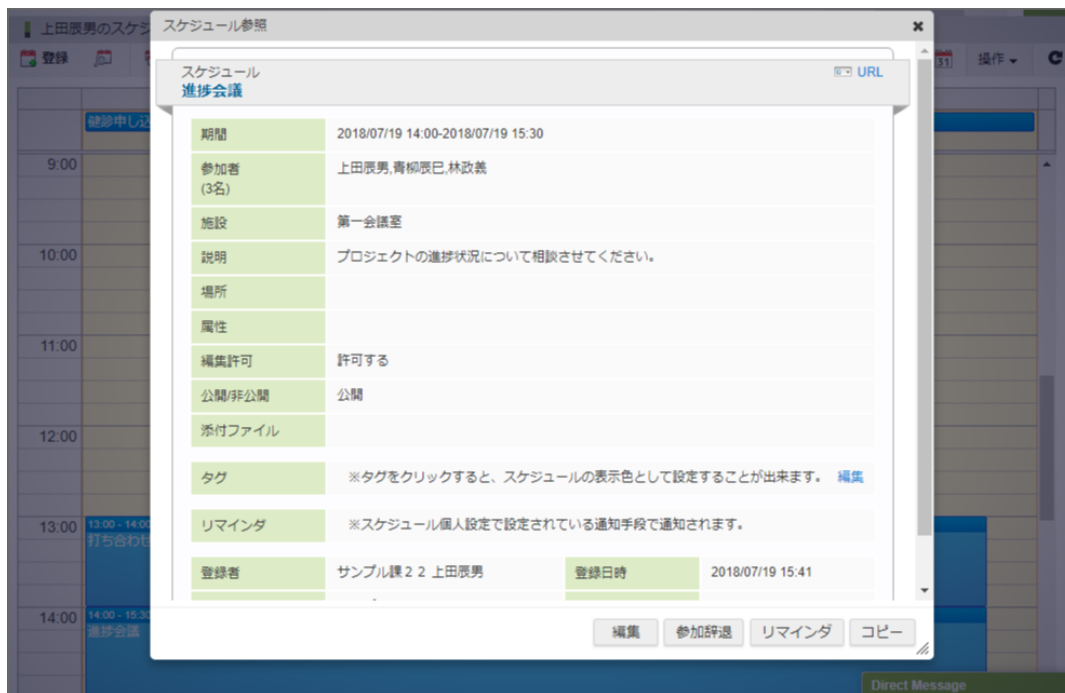 上田辰男のスケジ
スケジュール参照
登録
31
操作
スケジュール
URL
進捗会議
健診申し込
期間
2018/07/19 14:00-2018/07/19 15:30
9:00
参加者
(3名)
上田辰男,青柳辰巳,林政義
施設
第一会議室
10:00
説明
プロジェクトの進捗状況について相談させてください。
場所
属性
11:00
編集許可
許可する
公開/非公開
公開
添付ファイル
12:00
タグ
※タグをクリックすると、スケジュールの表示色として設定することが出来ます。
編集
13:00
13:00 - 14:00
打ち合わせ
リマインダ
※スケジュール個人設定で設定されている通知手段で通知されます。
登録者
サンプル課22 上田辰男
登録日時
2018/07/19 15:41
14:00
14:00 - 15:30
進捗会議
編集
参加辞退
リマインダ
コピー
Direct Message